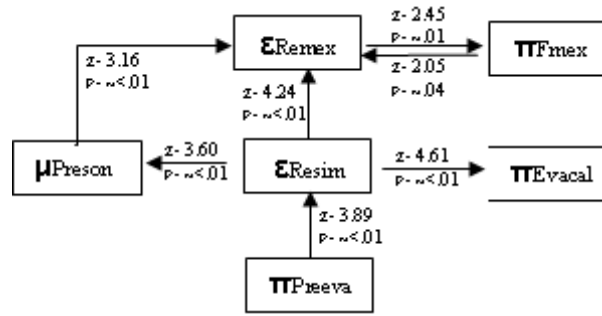 z- 2.45
p- ~.01
εRemex
πFmex
z- 3.16
p- ~<.01
z- 2.05
p- ~.04
z- 4.24
p- ~<.01
μPreson
z- 3.60
p- ~<.01
εResim
z- 4.61
p- ~<.01
πEvacal
z- 3.89
p- ~<.01
πPreeva